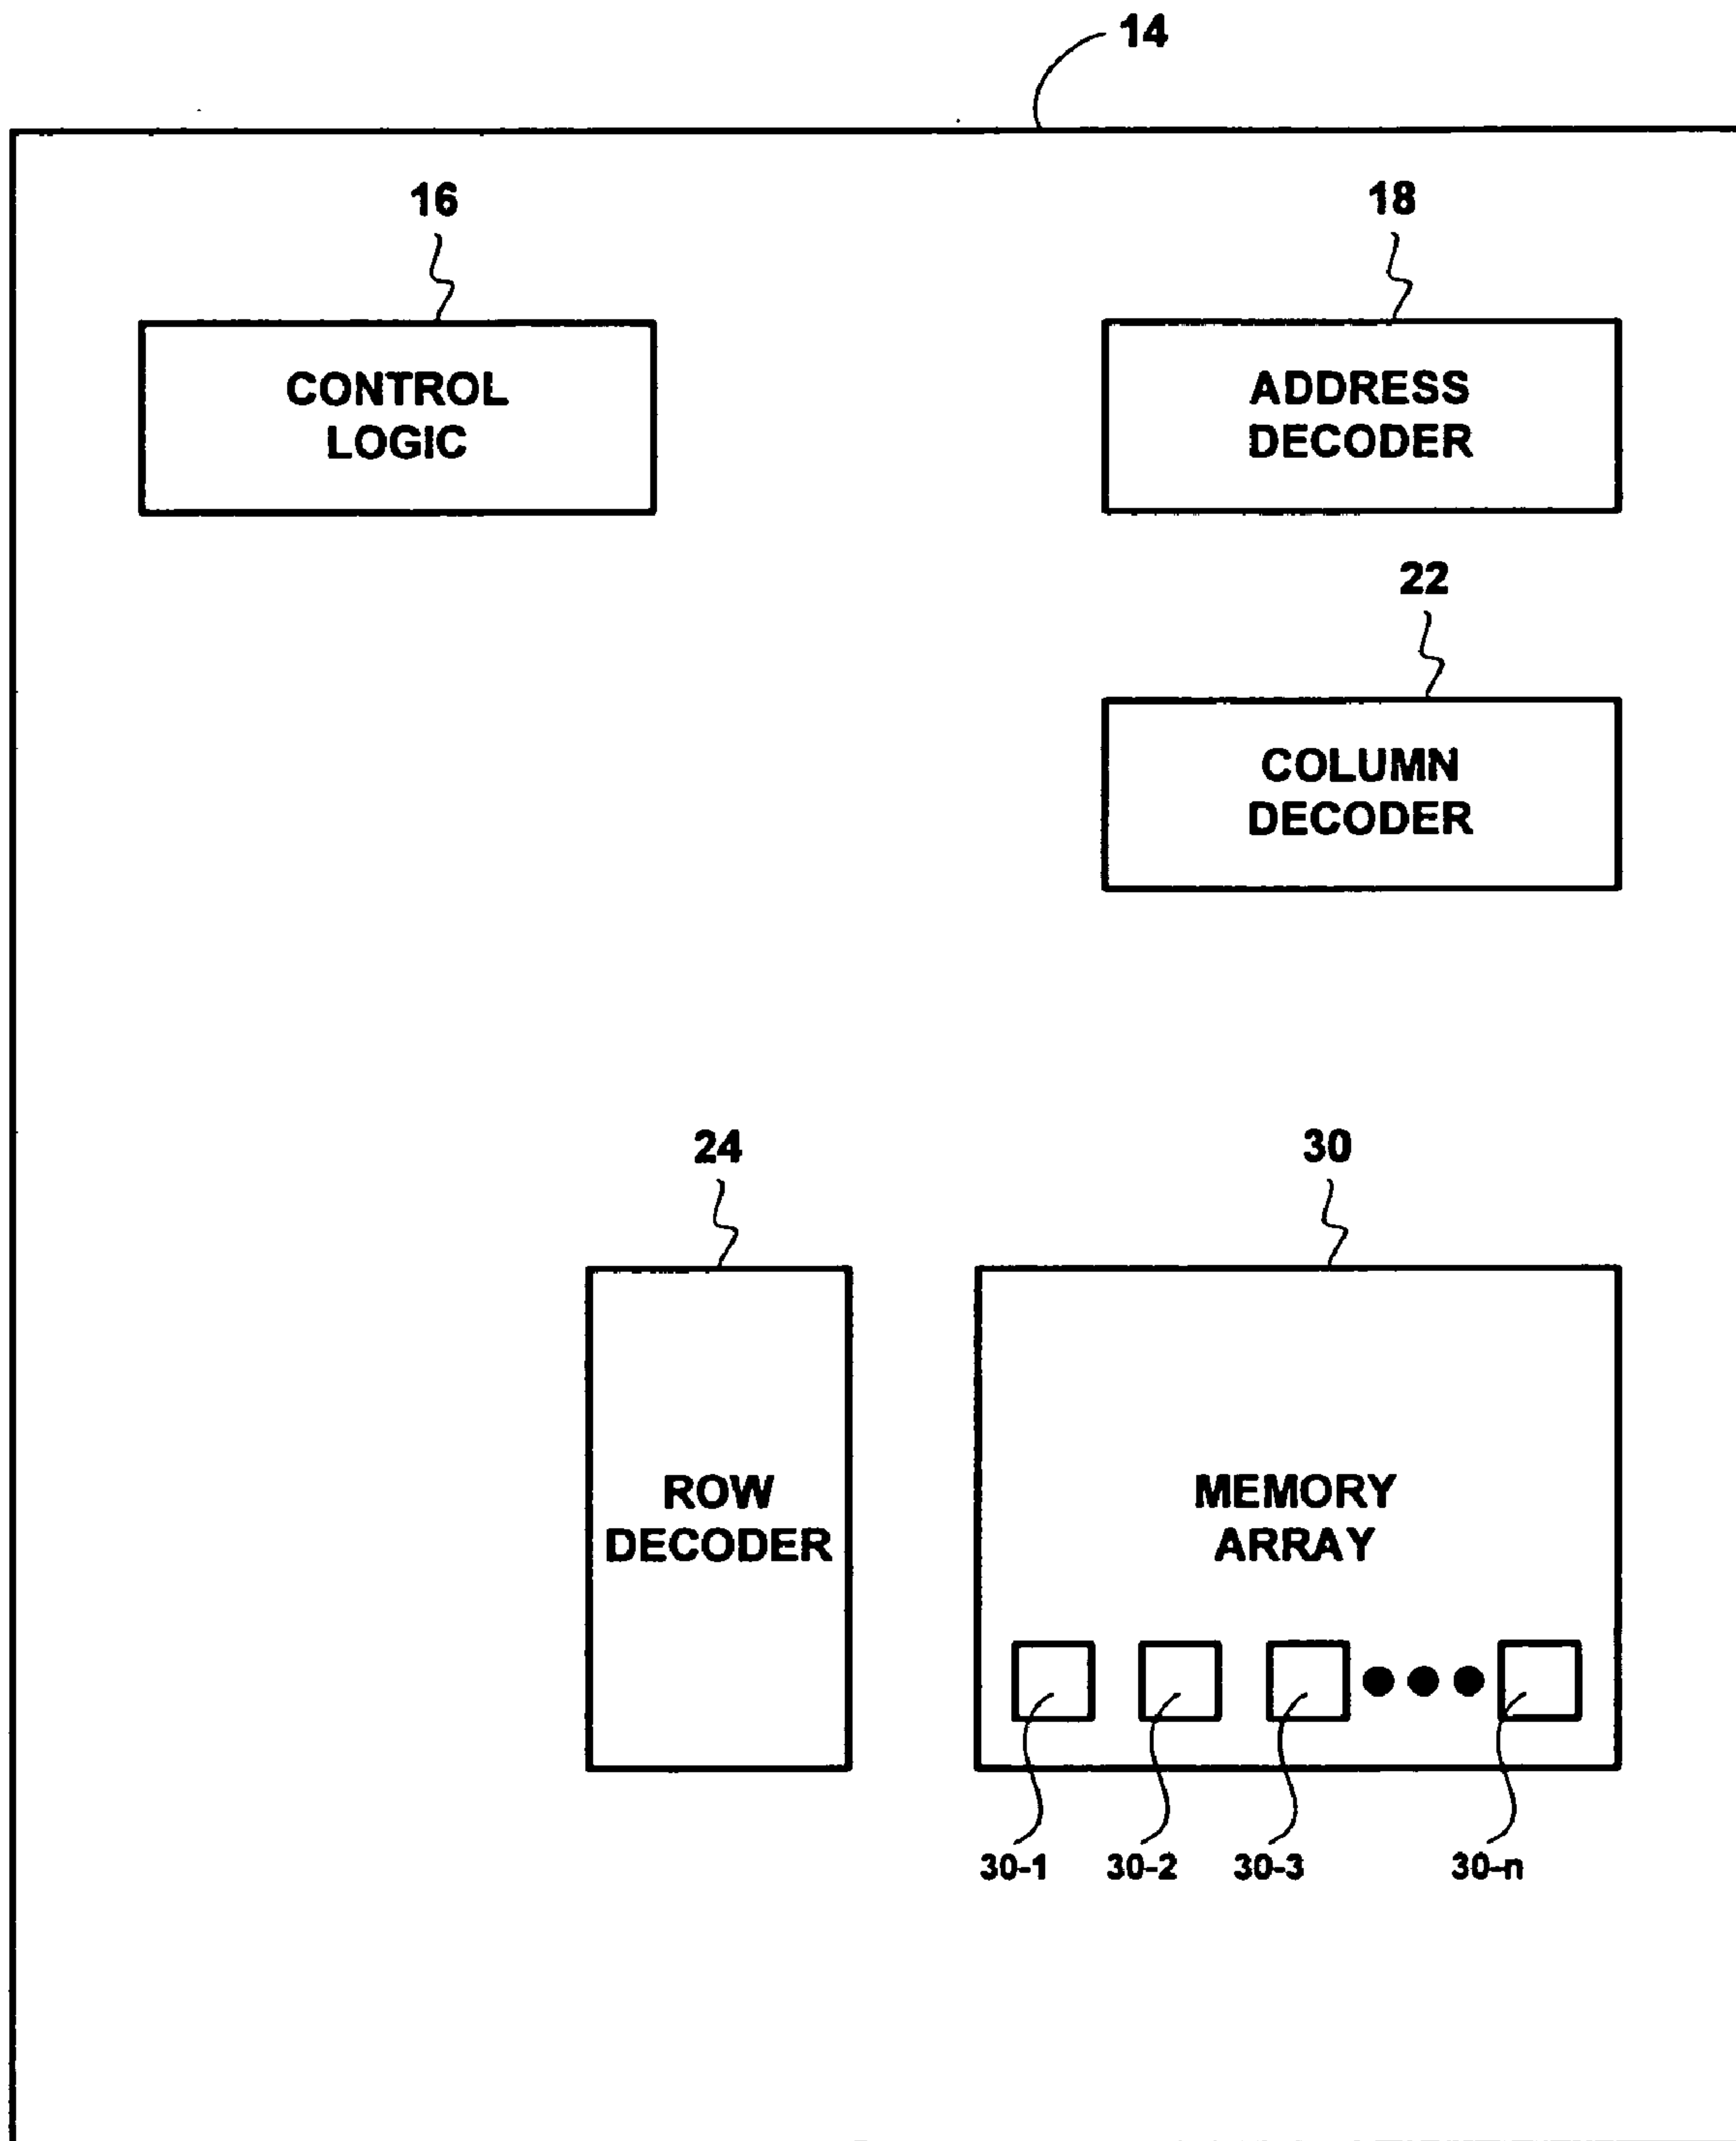 14
16
18
CONTROL
LOGIC
ADDRESS
DECODER
22
COLUMN
DECODER
24
30
ROW
DECODER
MEMORY
ARRAY
30-1
30-2
30-3
30-n